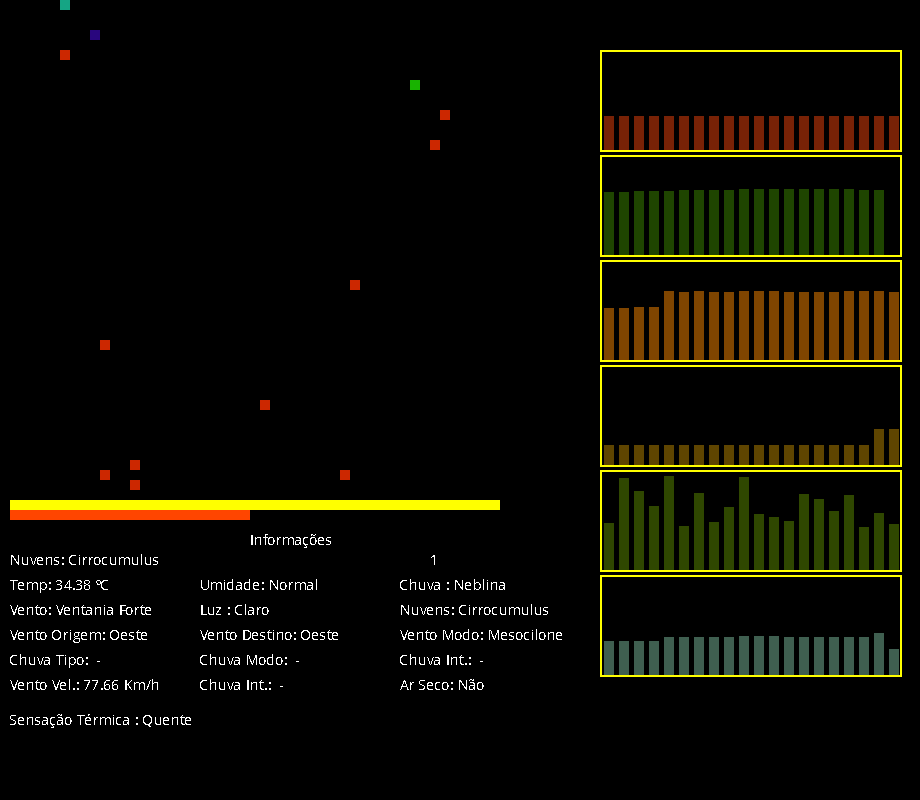 Informações
Nuvens: Cirrocumulus 1
Temp: 34.38 ºC Umidade: Normal Chuva : Neblina
Vento: Ventania Forte Luz : Claro Nuvens: Cirrocumulus
Vento Origem: Oeste Vento Destino: Oeste Vento Modo: Mesocilone
Chuva Tipo: - Chuva Modo: - Chuva Int.: -
Vento Vel.: 77.66 Km/h Chuva Int.: - Ar Seco: Não
Sensação Térmica : Quente